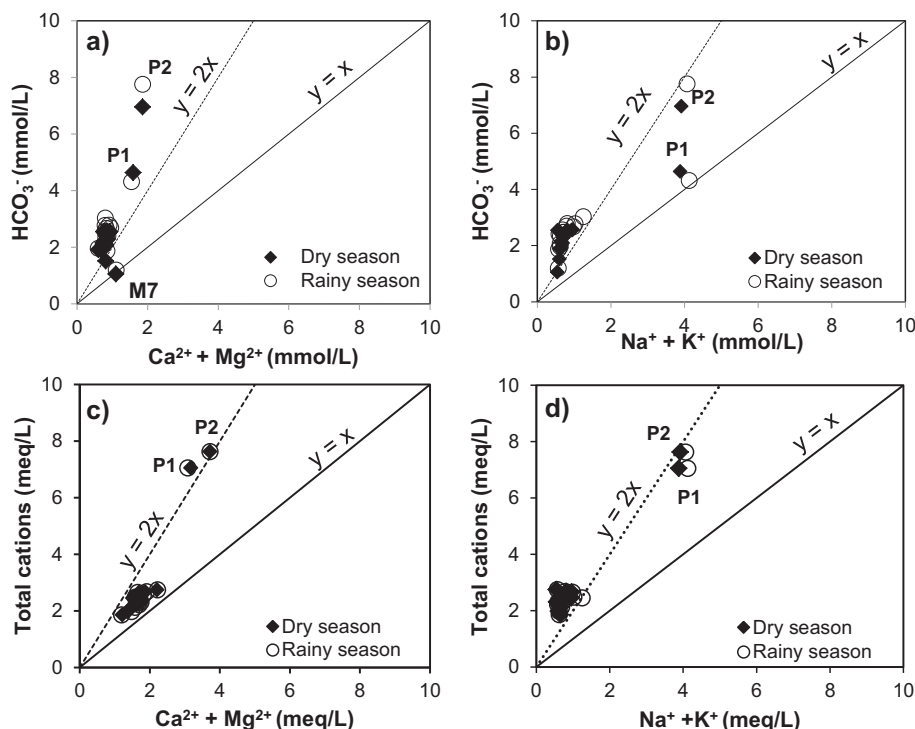 a)
10
8
6
4
2
0
HCO₃⁻ (mmol/L)
P2
P1
M7
y = 2x
y = x
Dry season
Rainy season
0 2 4 6 8 10
Ca²⁺ + Mg²⁺ (mmol/L)
b)
10
8
6
4
2
0
HCO₃⁻ (mmol/L)
y = 2x
y = x
P2
P1
Dry season
Rainy season
0 2 4 6 8 10
Na⁺ + K⁺ (mmol/L)
c)
10
8
6
4
2
0
Total cations (meq/L)
P2
P1
y = x
y = 2x
Dry season
Rainy season
0 2 4 6 8 10
Ca²⁺ + Mg²⁺ (meq/L)
d)
10
8
6
4
2
0
Total cations (meq/L)
P2
P1
y = x
y = 2x
Dry season
Rainy season
0 2 4 6 8 10
Na⁺ +K⁺ (meq/L)